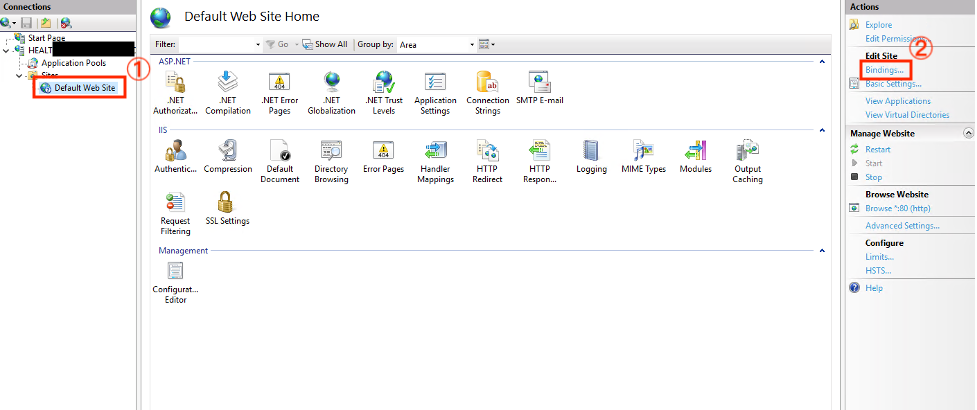 Connections
Start Page
HEALT
Application Pools
Sites
Default Web Site
①
Default Web Site Home
Filter: Go Show All Group by: Area
ASP.NET
.NET Authorizat...
.NET Compilation
.NET Error Pages
.NET Globalization
.NET Trust Levels
Application Settings
Connection Strings
SMTP E-mail
IIS
Authentic...
Compression
Default Document
Directory Browsing
Error Pages
Handler Mappings
HTTP Redirect
HTTP Respon...
Logging
MIME Types
Modules
Output Caching
Request Filtering
SSL Settings
Management
Configurat... Editor
Actions
Explore
Edit Permissions...
②
Edit Site
Bindings...
Basic Settings...
View Applications
View Virtual Directories
Manage Website
Restart
Start
Stop
Browse Website
Browse *:80 (http)
Advanced Settings...
Configure
Limits...
HSTS...
Help